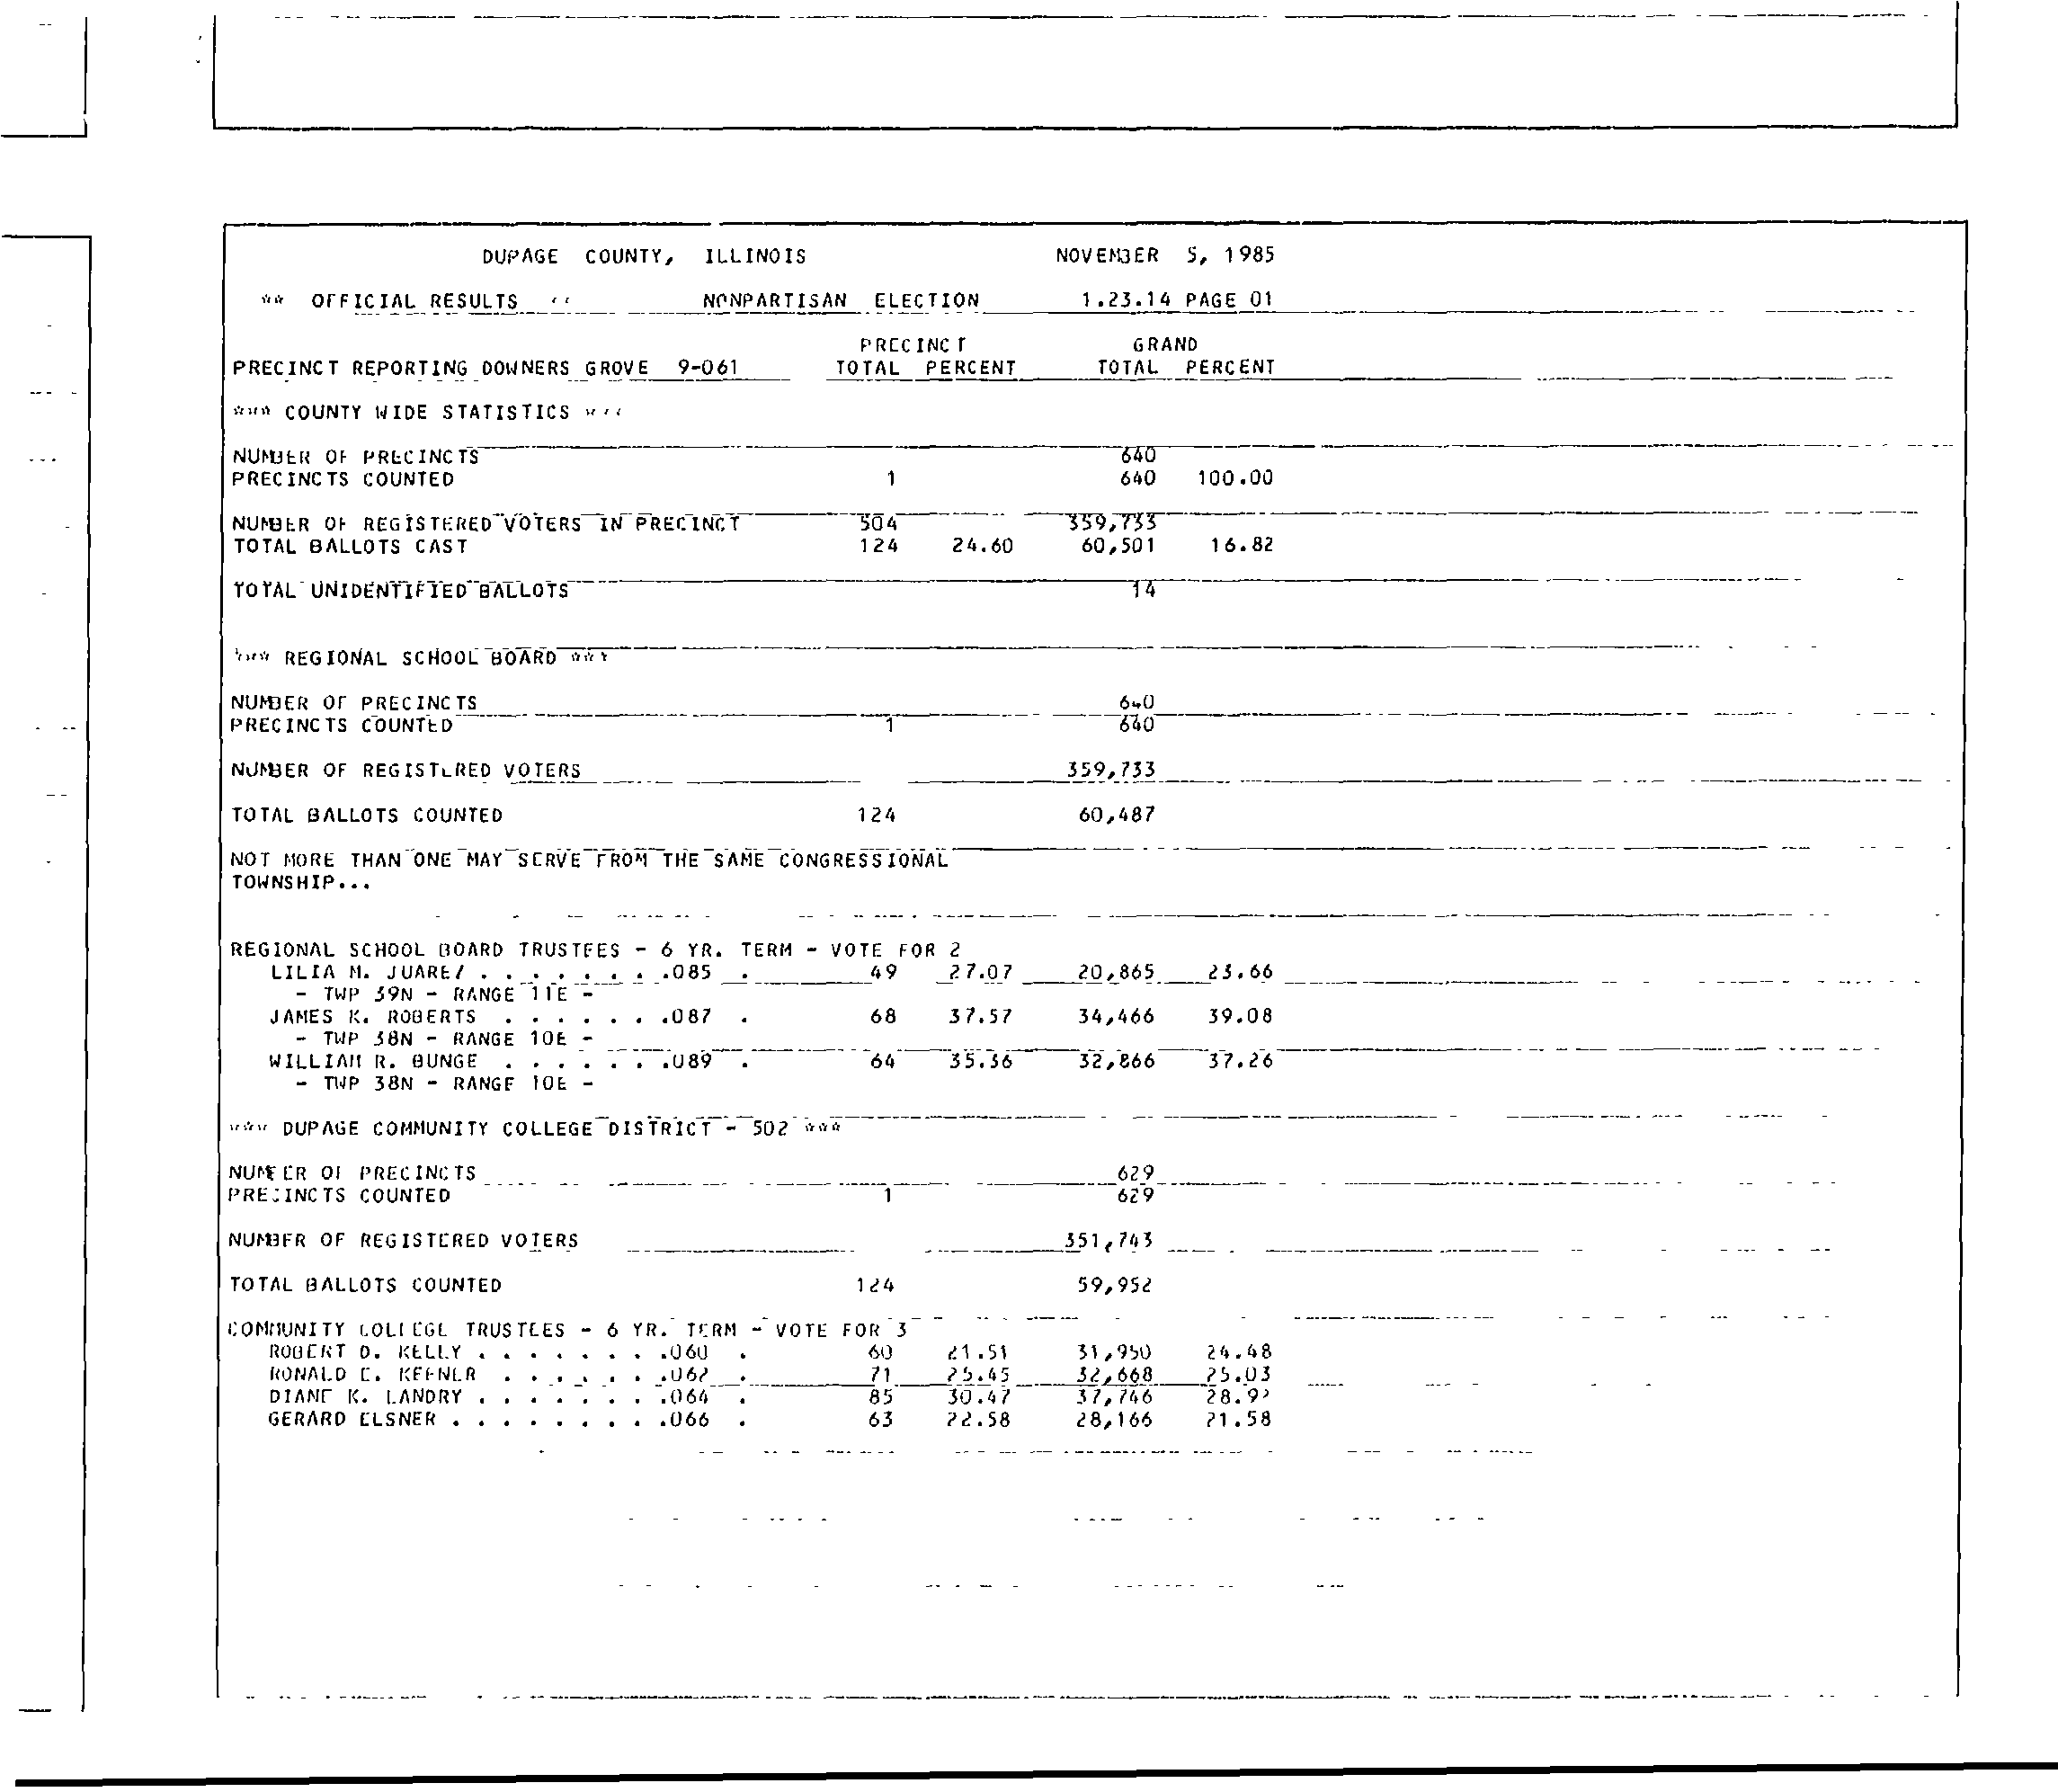 DUPAGE COUNTY, ILLINOIS NOVEMBER 5, 1985
** OFFICIAL RESULTS ** NONPARTISAN ELECTION 1.23.14 PAGE 01
PRECINCT GRAND
PRECINCT REPORTING DOWNERS GROVE 9-061 TOTAL PERCENT TOTAL PERCENT
*** COUNTY WIDE STATISTICS ***
NUMBER OF PRECINCTS 640
PRECINCTS COUNTED 1 640 100.00
NUMBER OF REGISTERED VOTERS IN PRECINCT 504 359,733
TOTAL BALLOTS CAST 124 24.60 60,501 16.82
TOTAL UNIDENTIFIED BALLOTS 14
*** REGIONAL SCHOOL BOARD ***
NUMBER OF PRECINCTS 640
PRECINCTS COUNTED 1 640
NUMBER OF REGISTERED VOTERS 359,733
TOTAL BALLOTS COUNTED 124 60,487
NOT MORE THAN ONE MAY SERVE FROM THE SAME CONGRESSIONAL
TOWNSHIP...
REGIONAL SCHOOL BOARD TRUSTEES - 6 YR. TERM - VOTE FOR 2
LILIA M. JUAREZ . . . . . . . .085 . 49 27.07 20,865 23.66
- TWP 39N - RANGE 11E -
JAMES K. ROBERTS . . . . . . .087 . 68 37.57 34,466 39.08
- TWP 38N - RANGE 10E -
WILLIAM R. BUNGE . . . . . . .089 . 64 35.36 32,866 37.26
- TWP 38N - RANGE 10E -
*** DUPAGE COMMUNITY COLLEGE DISTRICT - 502 ***
NUMBER OF PRECINCTS 629
PRECINCTS COUNTED 1 629
NUMBER OF REGISTERED VOTERS 351,743
TOTAL BALLOTS COUNTED 124 59,952
COMMUNITY COLLEGE TRUSTEES - 6 YR. TERM - VOTE FOR 3
ROBERT D. KELLY . . . . . . . .060 . 60 21.51 31,950 24.48
RONALD E. KEENER . . . . . . .062 . 71 25.45 32,668 25.03
DIANE K. LANDRY . . . . . . . .064 . 85 30.47 37,746 28.92
GERARD ELSNER . . . . . . . . .066 . 63 22.58 28,166 21.58